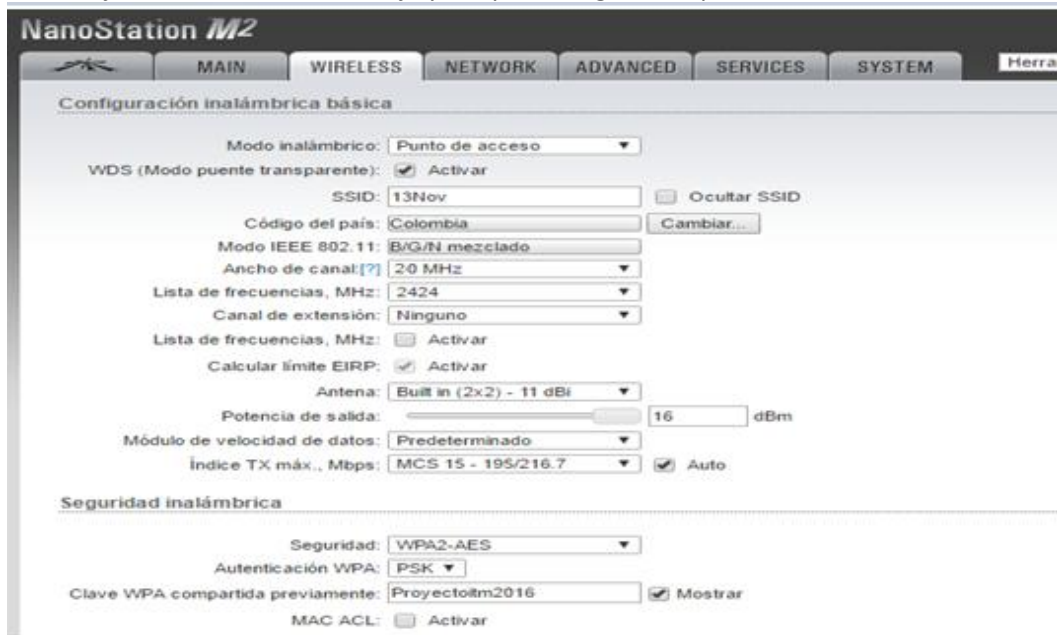 NanoStation M2
MAIN WIRELESS NETWORK ADVANCED SERVICES SYSTEM Herra
Configuración inalámbrica básica
Modo inalámbrico: Punto de acceso
WDS (Modo puente transparente): Activar
SSID: 13Nov Ocultar SSID
Código del país: Colombia Cambiar...
Modo IEEE 802.11: B/G/N mezclado
Ancho de canal:[?] 20 MHz
Lista de frecuencias, MHz: 2424
Canal de extensión: Ninguno
Lista de frecuencias, MHz: Activar
Calcular límite EIRP: Activar
Antena: Built in (2x2) - 11 dBi
Potencia de salida: 16 dBm
Módulo de velocidad de datos: Predeterminado
Índice TX máx., Mbps: MCS 15 - 195/216.7 Auto
Seguridad inalámbrica
Seguridad: WPA2-AES
Autenticación WPA: PSK
Clave WPA compartida previamente: Proyectoitm2016 Mostrar
MAC ACL: Activar